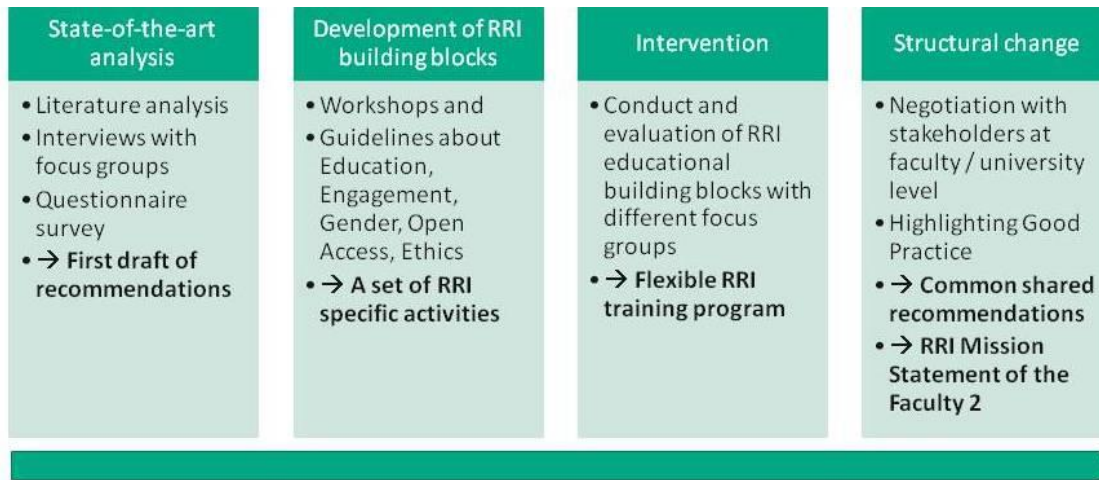 State-of-the-art
analysis
• Literature analysis
• Interviews with
focus groups
• Questionnaire
survey
• → First draft of
recommendations
Development of RRI
building blocks
• Workshops and
• Guidelines about
Education,
Engagement,
Gender, Open
Access, Ethics
• → A set of RRI
specific activities
Intervention
• Conduct and
evaluation of RRI
educational
building blocks with
different focus
groups
• → Flexible RRI
training program
Structural change
• Negotiation with
stakeholders at
faculty / university
level
• Highlighting Good
Practice
• → Common shared
recommendations
• → RRI Mission
Statement of the
Faculty 2